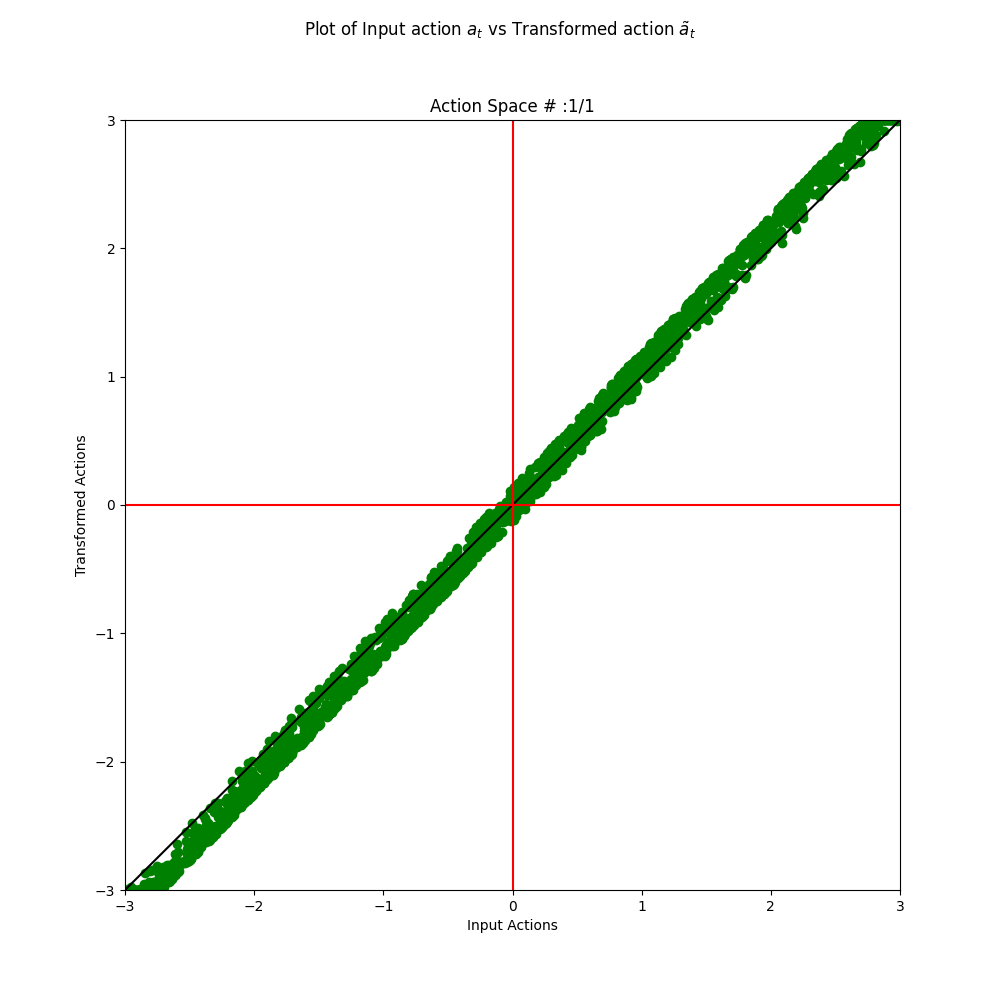 Plot of Input action $a_t$ vs Transformed action $\tilde{a}_t$
Action Space # :1/1
3
2
1
0
−1
−2
−3
Transformed Actions
−3 −2 −1 0 1 2 3
Input Actions